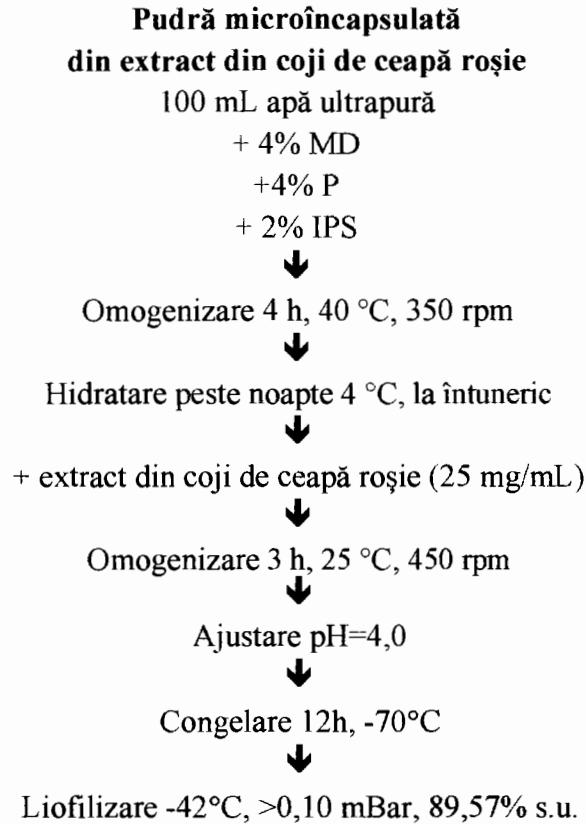 Pudră microîncapsulată
din extract din coji de ceapă roșie
100 mL apă ultrapură
+ 4% MD
+4% P
+ 2% IPS
🡫
Omogenizare 4 h, 40 °C, 350 rpm
🡫
Hidratare peste noapte 4 °C, la întuneric
🡫
+ extract din coji de ceapă roșie (25 mg/mL)
🡫
Omogenizare 3 h, 25 °C, 450 rpm
🡫
Ajustare pH=4,0
🡫
Congelare 12h, -70°C
🡫
Liofilizare -42°C, >0,10 mBar, 89,57% s.u.